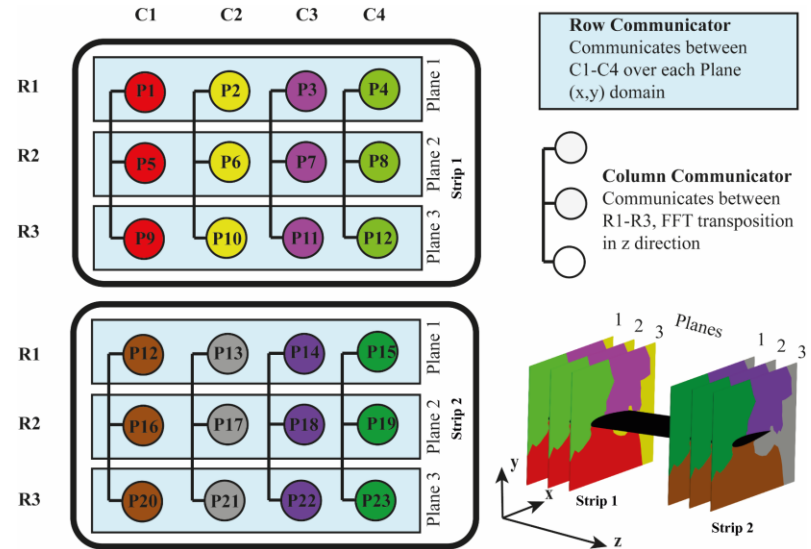 C1 C2 C3 C4
R1 P1 P2 P3 P4 Plane 1
R2 P5 P6 P7 P8 Plane 2
R3 P9 P10 P11 P12 Plane 3
Strip 1
R1 P12 P13 P14 P15 Plane 1
R2 P16 P17 P18 P19 Plane 2
R3 P20 P21 P22 P23 Plane 3
Strip 2
Row Communicator
Communicates between
C1-C4 over each Plane
(x,y) domain
Column Communicator
Communicates between
R1-R3, FFT transposition
in z direction
Planes
1 2 3
1 2 3
y
x
z
Strip 1
Strip 2